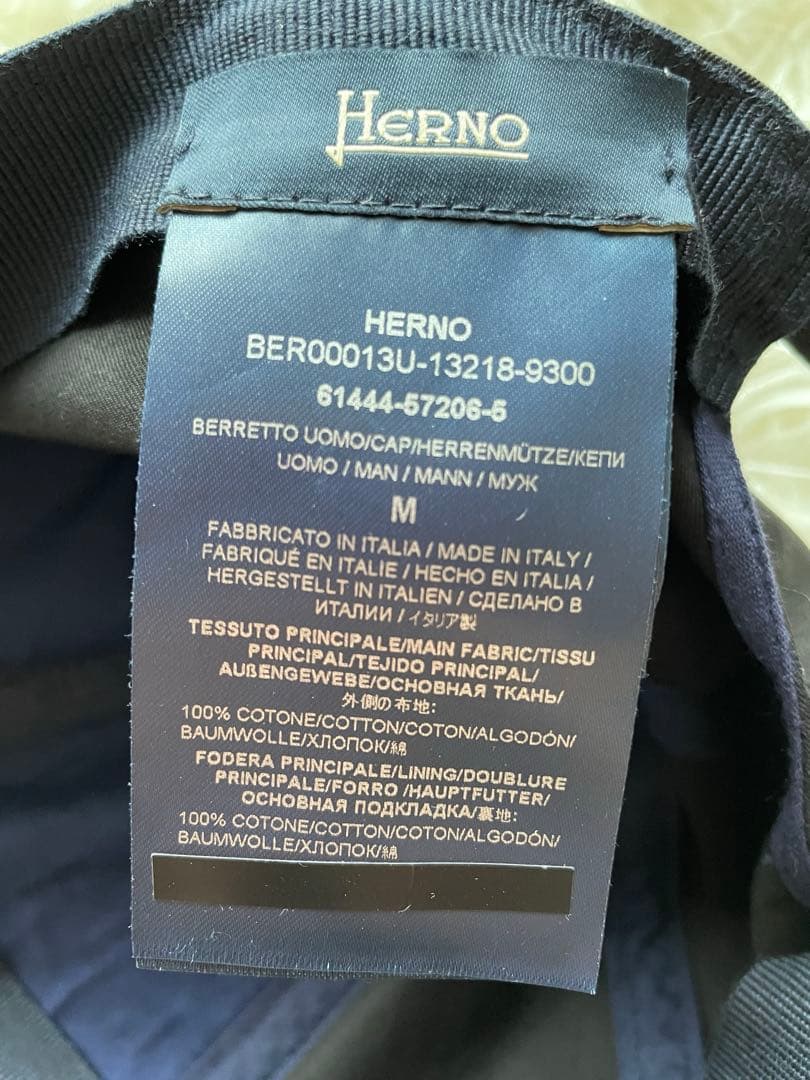 HERNO
HERNO
BER00013U-13218-9300
61444-57206-5
BERRETTO UOMO/CAP/HERRENMÜTZE/КЕПИ
UOMO / MAN / MANN / МУЖ
M
FABBRICATO IN ITALIA / MADE IN ITALY /
FABRIQUÉ EN ITALIE / HECHO EN ITALIA /
HERGESTELLT IN ITALIEN / СДЕЛАНО В
ИТАЛИИ / イタリア製
TESSUTO PRINCIPALE/MAIN FABRIC/TISSU
PRINCIPAL/TEJIDO PRINCIPAL/
AUßENGEWEBE/ОСНОВНАЯ ТКАНЬ/
外側の布地:
100% COTONE/COTTON/COTON/ALGODÓN/
BAUMWOLLE/ХЛОПОК/綿
FODERA PRINCIPALE/LINING/DOUBLURE
PRINCIPALE/FORRO /HAUPTFUTTER/
ОСНОВНАЯ ПОДКЛАДКА/裏地:
100% COTONE/COTTON/COTON/ALGODÓN/
BAUMWOLLE/ХЛОПОК/綿